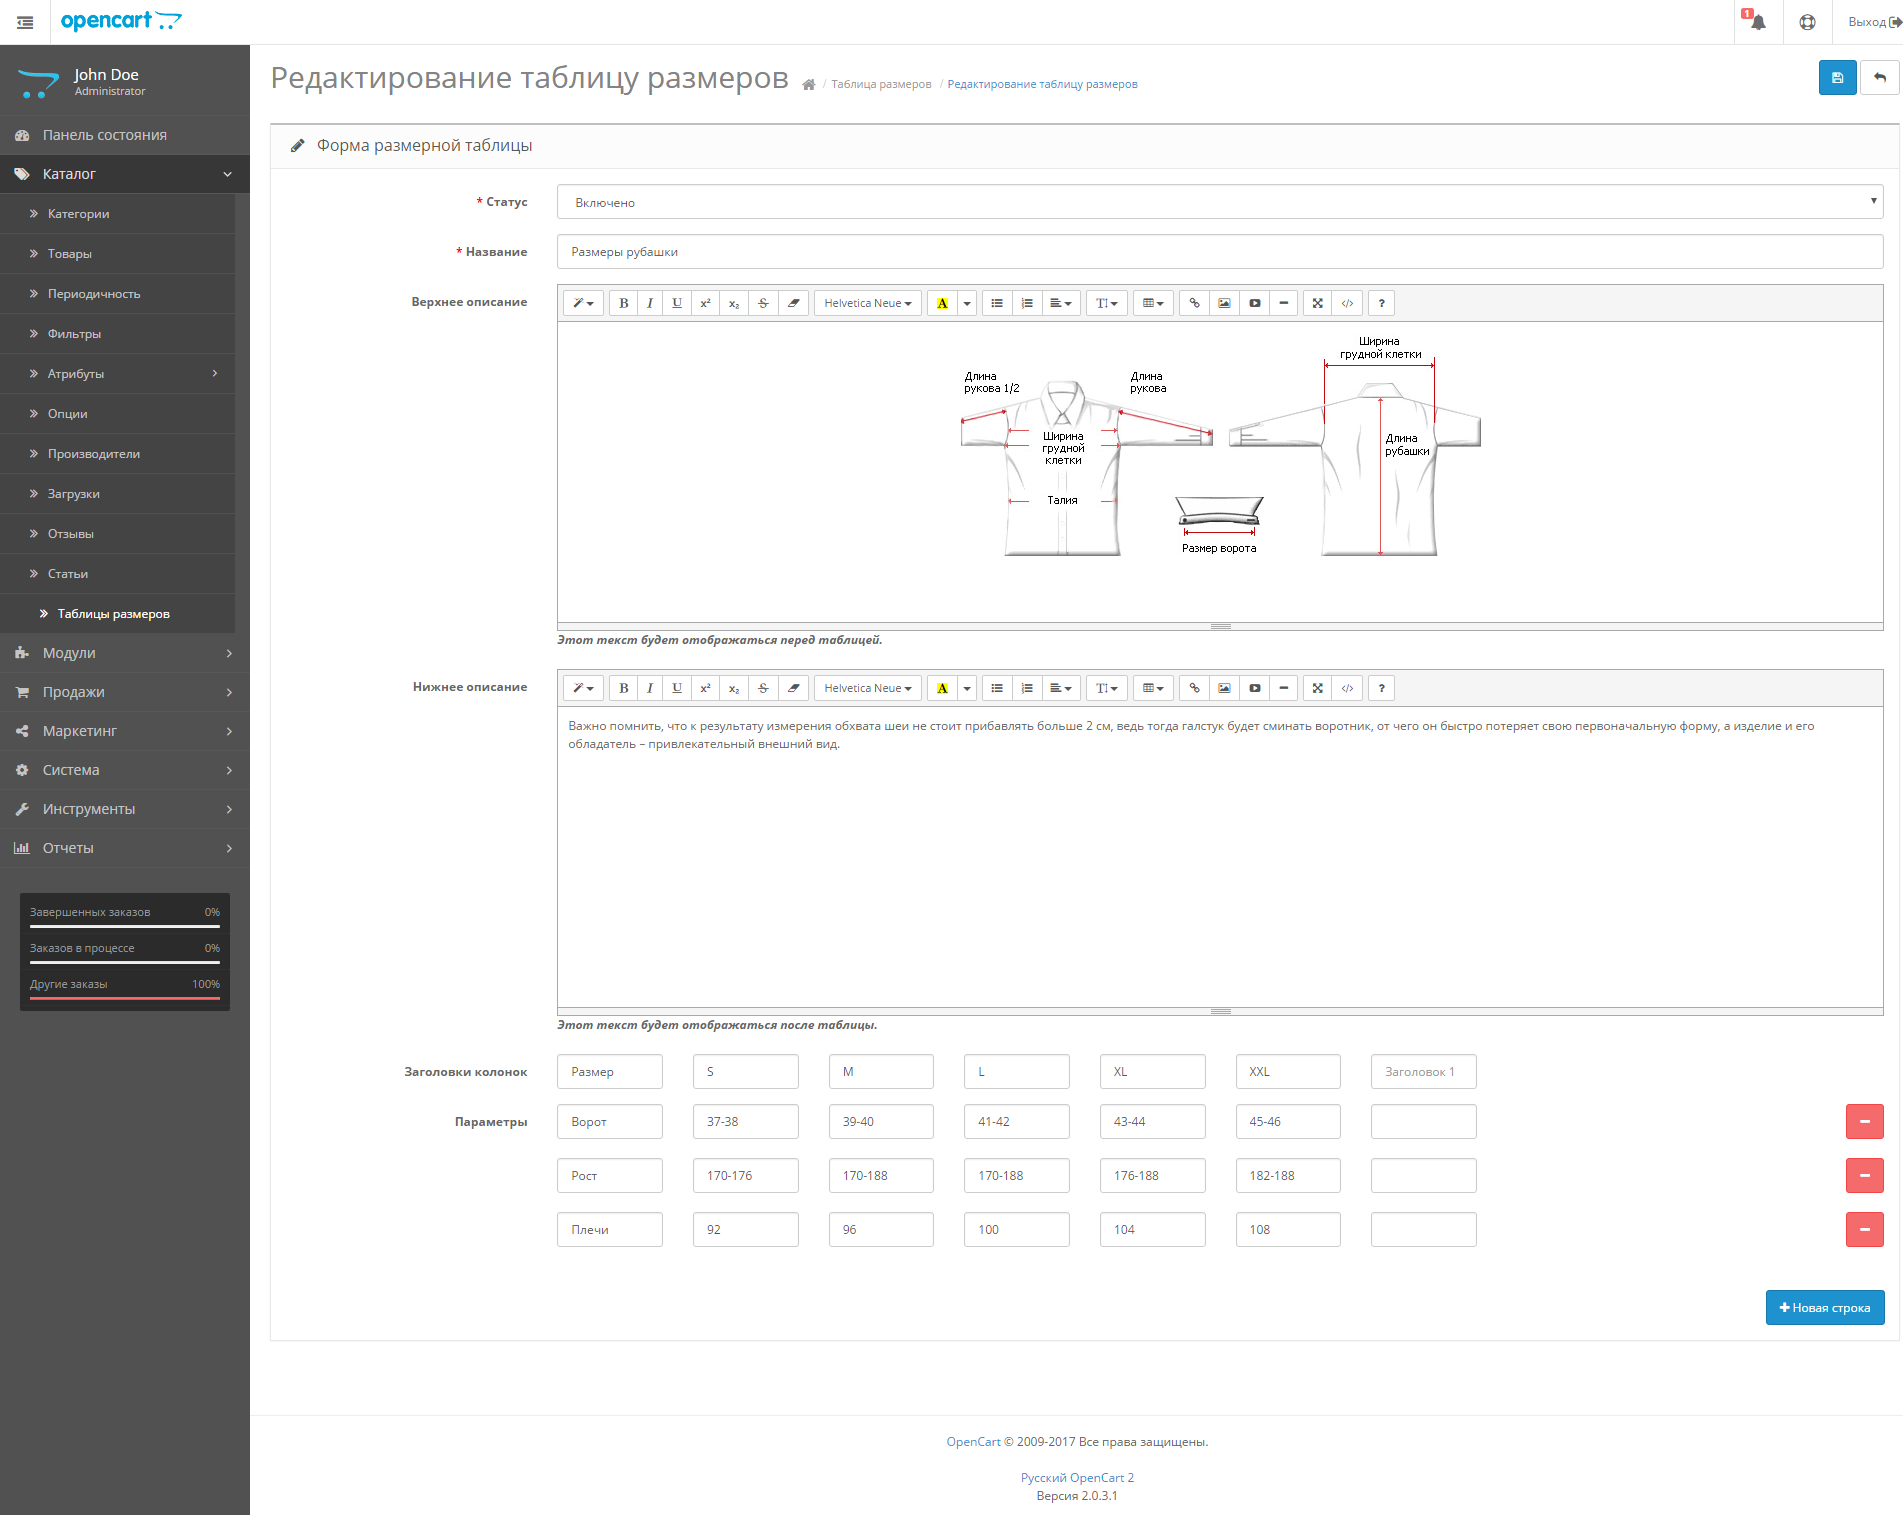 opencart
1
Выход
John Doe
Administrator
Панель состояния
Каталог
Категории
Товары
Периодичность
Фильтры
Атрибуты
Опции
Производители
Загрузки
Отзывы
Статьи
Таблицы размеров
Модули
Продажи
Маркетинг
Система
Инструменты
Отчеты
Завершенных заказов 0%
Заказов в процессе 0%
Другие заказы 100%
Редактирование таблицу размеров / Таблица размеров / Редактирование таблицу размеров
Форма размерной таблицы
* Статус Включено
* Название Размеры рубашки
Верхнее описание
B I U x² x₂ S Helvetica Neue A T </> ?
Длина
рукова 1/2
Длина
рукова
Ширина
грудной
клетки
Талия
Размер ворота
Ширина
грудной клетки
Длина
рубашки
Этот текст будет отображаться перед таблицей.
Нижнее описание
B I U x² x₂ S Helvetica Neue A T </> ?
Важно помнить, что к результату измерения обхвата шеи не стоит прибавлять больше 2 см, ведь тогда галстук будет сминать воротник, от чего он быстро потеряет свою первоначальную форму, а изделие и его
обладатель – привлекательный внешний вид.
Этот текст будет отображаться после таблицы.
Заголовки колонок Размер S M L XL XXL Заголовок 1
Параметры Ворот 37-38 39-40 41-42 43-44 45-46
Рост 170-176 170-188 170-188 176-188 182-188
Плечи 92 96 100 104 108
Новая строка
OpenCart © 2009-2017 Все права защищены.
Русский OpenCart 2
Версия 2.0.3.1